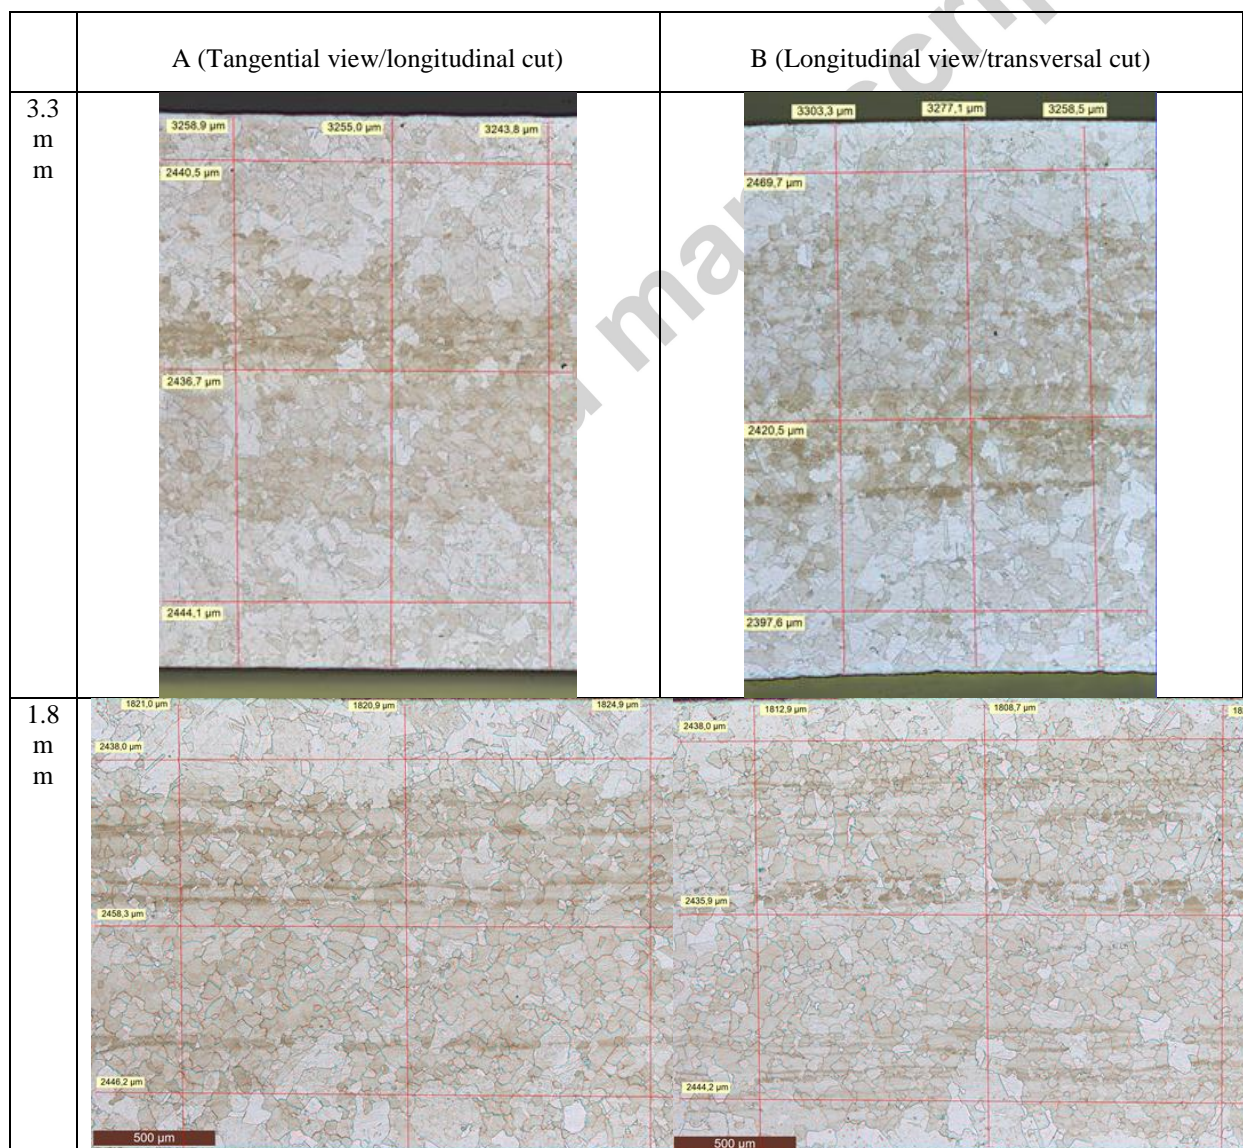 A (Tangential view/longitudinal cut)
B (Longitudinal view/transversal cut)
3.3
m
m
3258,9 µm
3255,0 µm
3243,8 µm
2440,5 µm
2436,7 µm
2444,1 µm
3303,3 µm
3277,1 µm
3258,5 µm
2469,7 µm
2420,5 µm
2397,6 µm
1.8
m
m
1821,0 µm
1820,9 µm
1824,9 µm
2438,0 µm
2458,3 µm
2446,2 µm
500 µm
1812,9 µm
1808,7 µm
18
2438,0 µm
2435,9 µm
2444,2 µm
500 µm